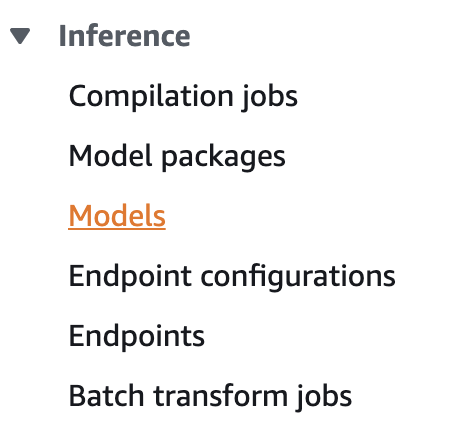 Inference
Compilation jobs
Model packages
Models
Endpoint configurations
Endpoints
Batch transform jobs